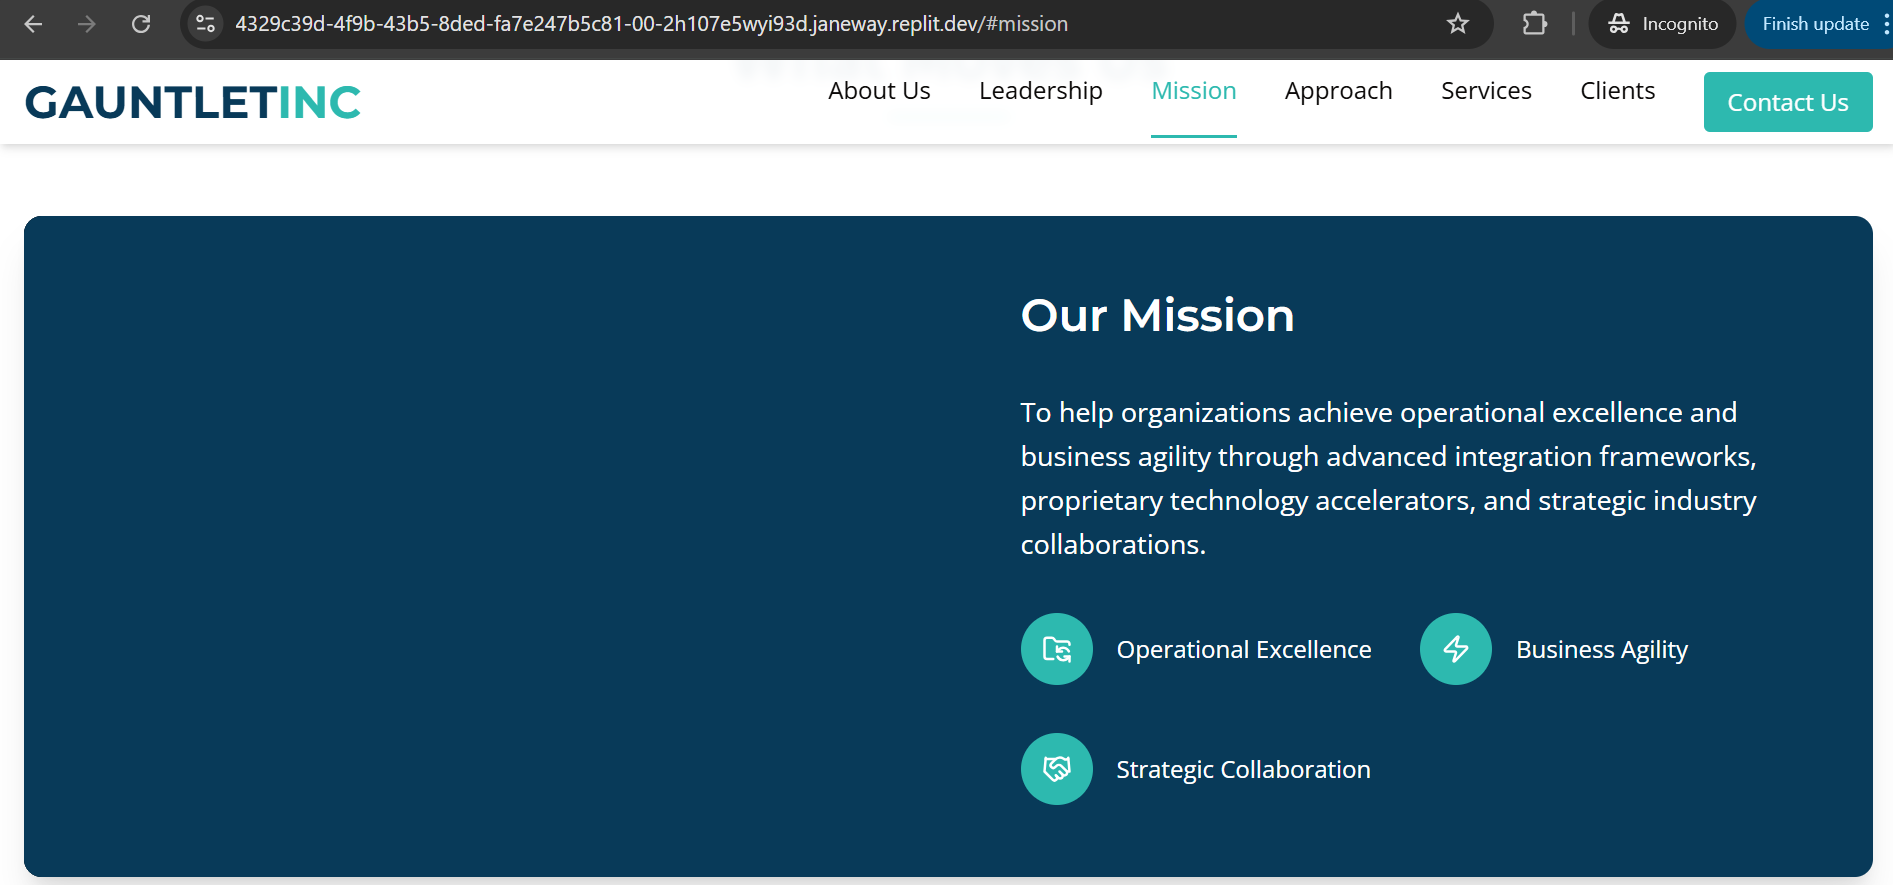 4329c39d-4f9b-43b5-8ded-fa7e247b5c81-00-2h107e5wyi93d.janeway.replit.dev/#mission
Incognito
Finish update
GAUNTLETINC
About Us
Leadership
Mission
Approach
Services
Clients
Contact Us
Our Mission
To help organizations achieve operational excellence and
business agility through advanced integration frameworks,
proprietary technology accelerators, and strategic industry
collaborations.
Operational Excellence
Business Agility
Strategic Collaboration